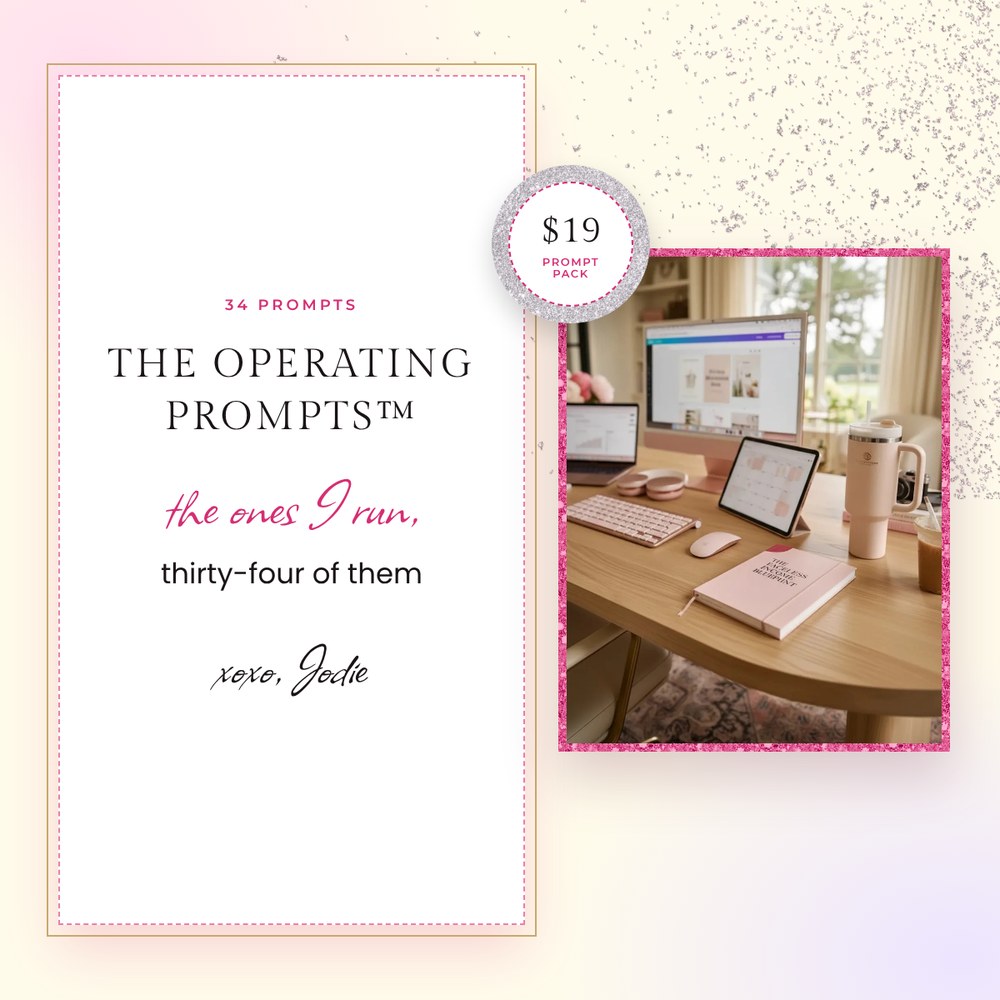 34 PROMPTS
THE OPERATING
PROMPTS™
the ones I run,
thirty-four of them
xoxo, Jodie
$19
PROMPT
PACK
THE
FACELESS
INCOME
BLUEPRINT